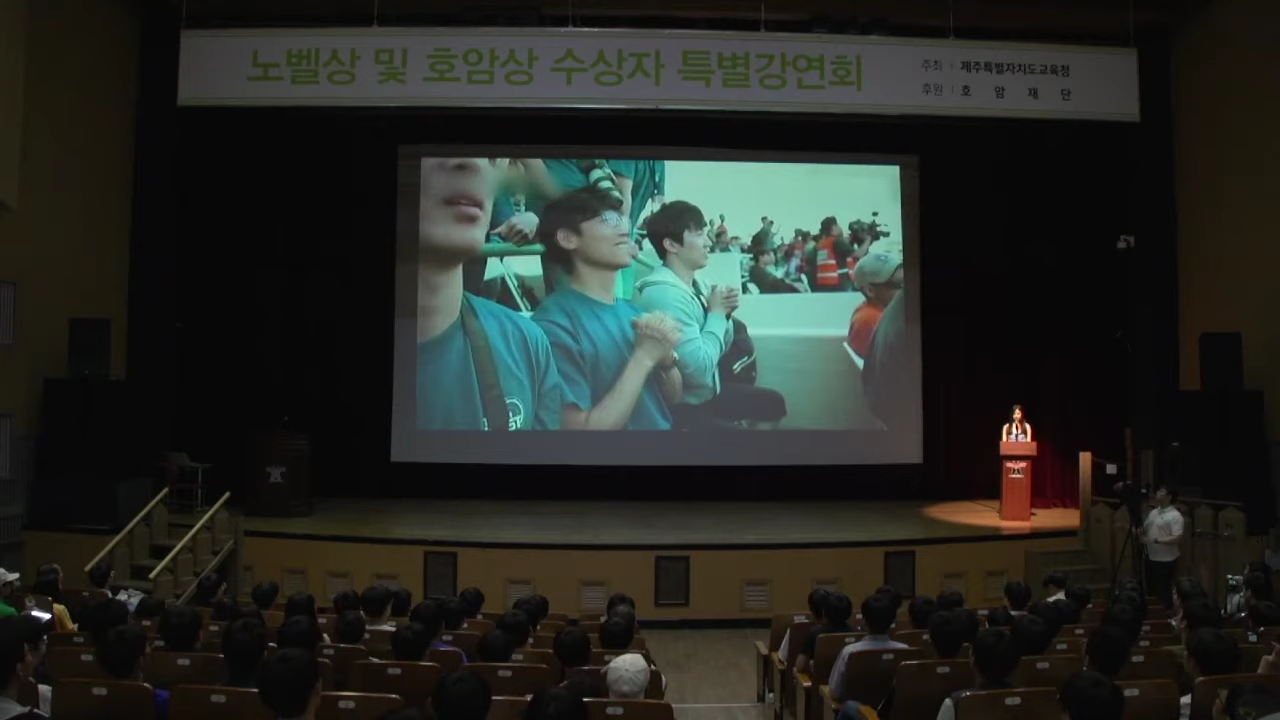 노벨상 및 호암상 수상자 특별강연회
주최 | 제주특별자치도교육청
후원 | 호 암 재 단